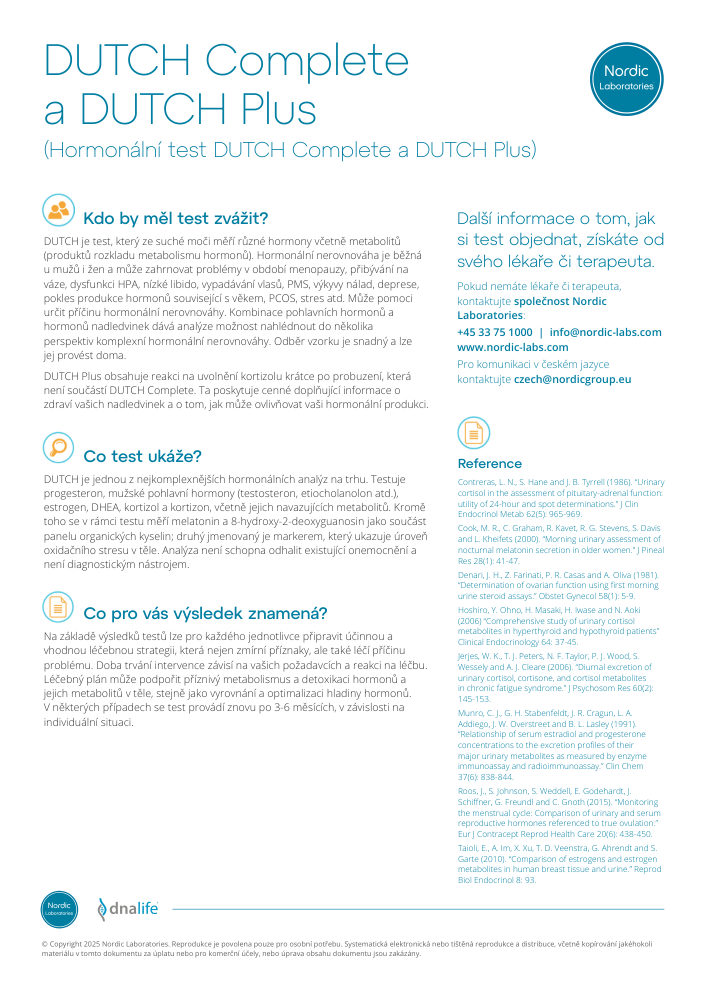 DUTCH Complete
a DUTCH Plus
(Hormonální test DUTCH Complete a DUTCH Plus)
Nordic
Laboratories
Kdo by měl test zvážit?
DUTCH je test, který ze suché moči měří různé hormony včetně metabolitů
(produktů rozkladu metabolismu hormonů). Hormonální nerovnováha je běžná
u mužů i žen a může zahrnovat problémy v období menopauzy, přibývání na
váze, dysfunkci HPA, nízké libido, vypadávání vlasů, PMS, výkyvy nálad, deprese,
pokles produkce hormonů související s věkem, PCOS, stres atd. Může pomoci
určit příčinu hormonální nerovnováhy. Kombinace pohlavních hormonů a
hormonů nadledvinek dává analýze možnost nahlédnout do několika
perspektiv komplexní hormonální nerovnováhy. Odběr vzorku je snadný a lze
jej provést doma.
DUTCH Plus obsahuje reakci na uvolnění kortizolu krátce po probuzení, která
není součástí DUTCH Complete. Ta poskytuje cenné doplňující informace o
zdraví vašich nadledvinek a o tom, jak může ovlivňovat vaši hormonální produkci.
Co test ukáže?
DUTCH je jednou z nejkomplexnějších hormonálních analýz na trhu. Testuje
progesteron, mužské pohlavní hormony (testosteron, etiocholanolon atd.),
estrogen, DHEA, kortizol a kortizon, včetně jejich navazujících metabolitů. Kromě
toho se v rámci testu měří melatonin a 8-hydroxy-2-deoxyguanosin jako součást
panelu organických kyselin; druhý jmenovaný je markerem, který ukazuje úroveň
oxidačního stresu v těle. Analýza není schopna odhalit existující onemocnění a
není diagnostickým nástrojem.
Co pro vás výsledek znamená?
Na základě výsledků testů lze pro každého jednotlivce připravit účinnou a
vhodnou léčebnou strategii, která nejen zmírní příznaky, ale také léčí příčinu
problému. Doba trvání intervence závisí na vašich požadavcích a reakci na léčbu.
Léčebný plán může podpořit příznivý metabolismus a detoxikaci hormonů a
jejich metabolitů v těle, stejně jako vyrovnání a optimalizaci hladiny hormonů.
V některých případech se test provádí znovu po 3-6 měsících, v závislosti na
individuální situaci.
Další informace o tom, jak
si test objednat, získáte od
svého lékaře či terapeuta.
Pokud nemáte lékaře či terapeuta,
kontaktujte společnost Nordic
Laboratories.
+45 33 75 1000 | info@nordic-labs.com
www.nordic-labs.com
Pro komunikaci v českém jazyce
kontaktujte czech@nordicgroup.eu
Reference
Contreras, L. N., S. Hane and J. B. Tyrrell (1986). "Urinary
cortisol in the assessment of pituitary-adrenal function:
utility of 24-hour and spot determinations." J Clin
Endocrinol Metab 62(5): 965-969.
Cook, M. R., C. Graham, R. Kavet, R. G. Stevens, S. Davis
and L. Kheifets (2000). "Morning urinary assessment of
nocturnal melatonin secretion in older women." J Pineal
Res 28(1): 41-47.
Denari, J. H., Z. Farinati, P. R. Casas and A. Oliva (1981).
"Determination of ovarian function using first morning
urine steroid assays." Obstet Gynecol 58(1): 5-9.
Hoshiro, Y. Ohno, H. Masaki, H. Iwase and N. Aoki
(2006) "Comprehensive study of urinary cortisol
metabolites in hyperthyroid and hypothyroid patients"
Clinical Endocrinology 64; 37-45.
Jerjes, W. K., T. J. Peters, N. F. Taylor, P. J. Wood, S.
Wessely and A. J. Cleare (2006). "Diurnal excretion of
urinary cortisol, cortisone, and cortisol metabolites
in chronic fatigue syndrome." J Psychosom Res 60(2):
145-153.
Munro, C. J., G. H. Stabenfeldt, J. R. Cragun, L. A.
Addiego, J. W. Overstreet and B. L. Lasley (1991).
"Relationship of serum estradiol and progesterone
concentrations to the excretion profiles of their
major urinary metabolites as measured by enzyme
immunoassay and radioimmunoassay." Clin Chem
37(6): 838-844.
Roos, J., S. Johnson, S. Weddell, E. Godehardt, J.
Schiffner, G. Freundl and C. Gnoth (2015). "Monitoring
the menstrual cycle: Comparison of urinary and serum
reproductive hormones referenced to true ovulation."
Eur J Contracept Reprod Health Care 20(6): 438-450.
Taioli, E., A. Im, X. Xu, T. D. Veenstra, G. Ahrendt and S.
Garte (2010). "Comparison of estrogens and estrogen
metabolites in human breast tissue and urine." Reprod
Biol Endocrinol 8: 93.
Nordic
Laboratories
dnalife
© Copyright 2025 Nordic Laboratories. Reprodukce je povolena pouze pro osobní potřebu. Systematická elektronická nebo tištěná reprodukce a distribuce, včetně kopírování jakéhokoli
materiálu v tomto dokumentu za úplatu nebo pro komerční účely, nebo úprava obsahu dokumentu jsou zakázány.